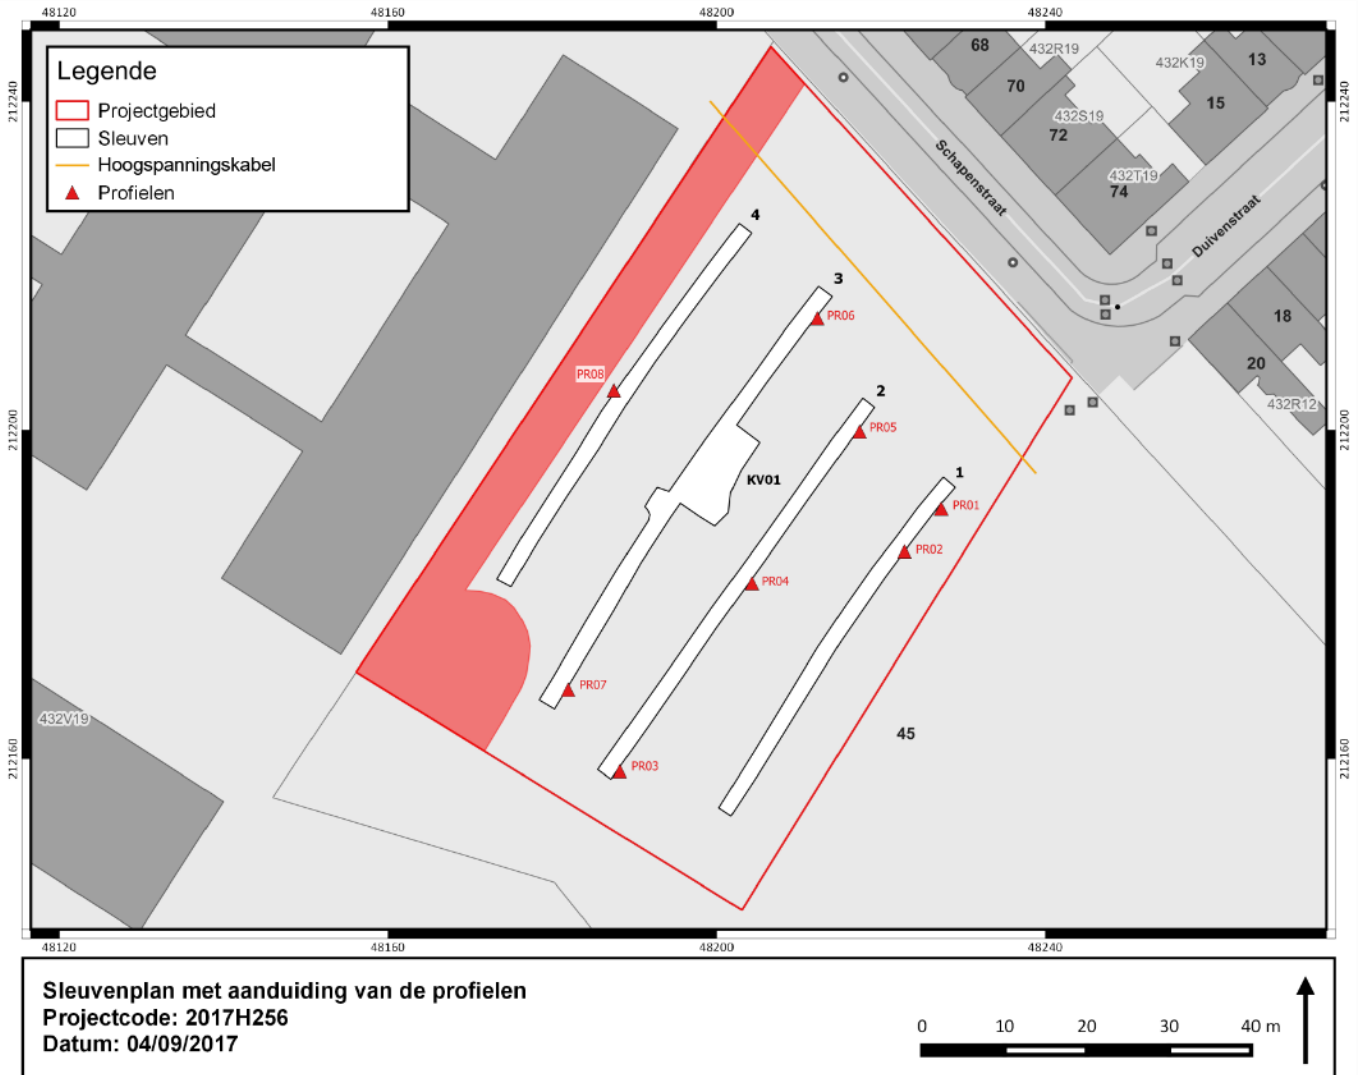 48120
48160
48200
48240
Legende
Projectgebied
Sleuven
Hoogspanningskabel
Profielen
212240
212200
212160
212240
212200
212160
68
432R19
13
432K19
70
15
432S19
72
432T19
74
Schapenstraat
Duivenstraat
18
20
432R12
4
3
PR06
PR08
2
PR05
1
KV01
PR01
PR02
PR04
PR07
PR03
45
432V19
48120
48160
48200
48240
Sleuvenplan met aanduiding van de profielen
Projectcode: 2017H256
Datum: 04/09/2017
0 10 20 30 40 m